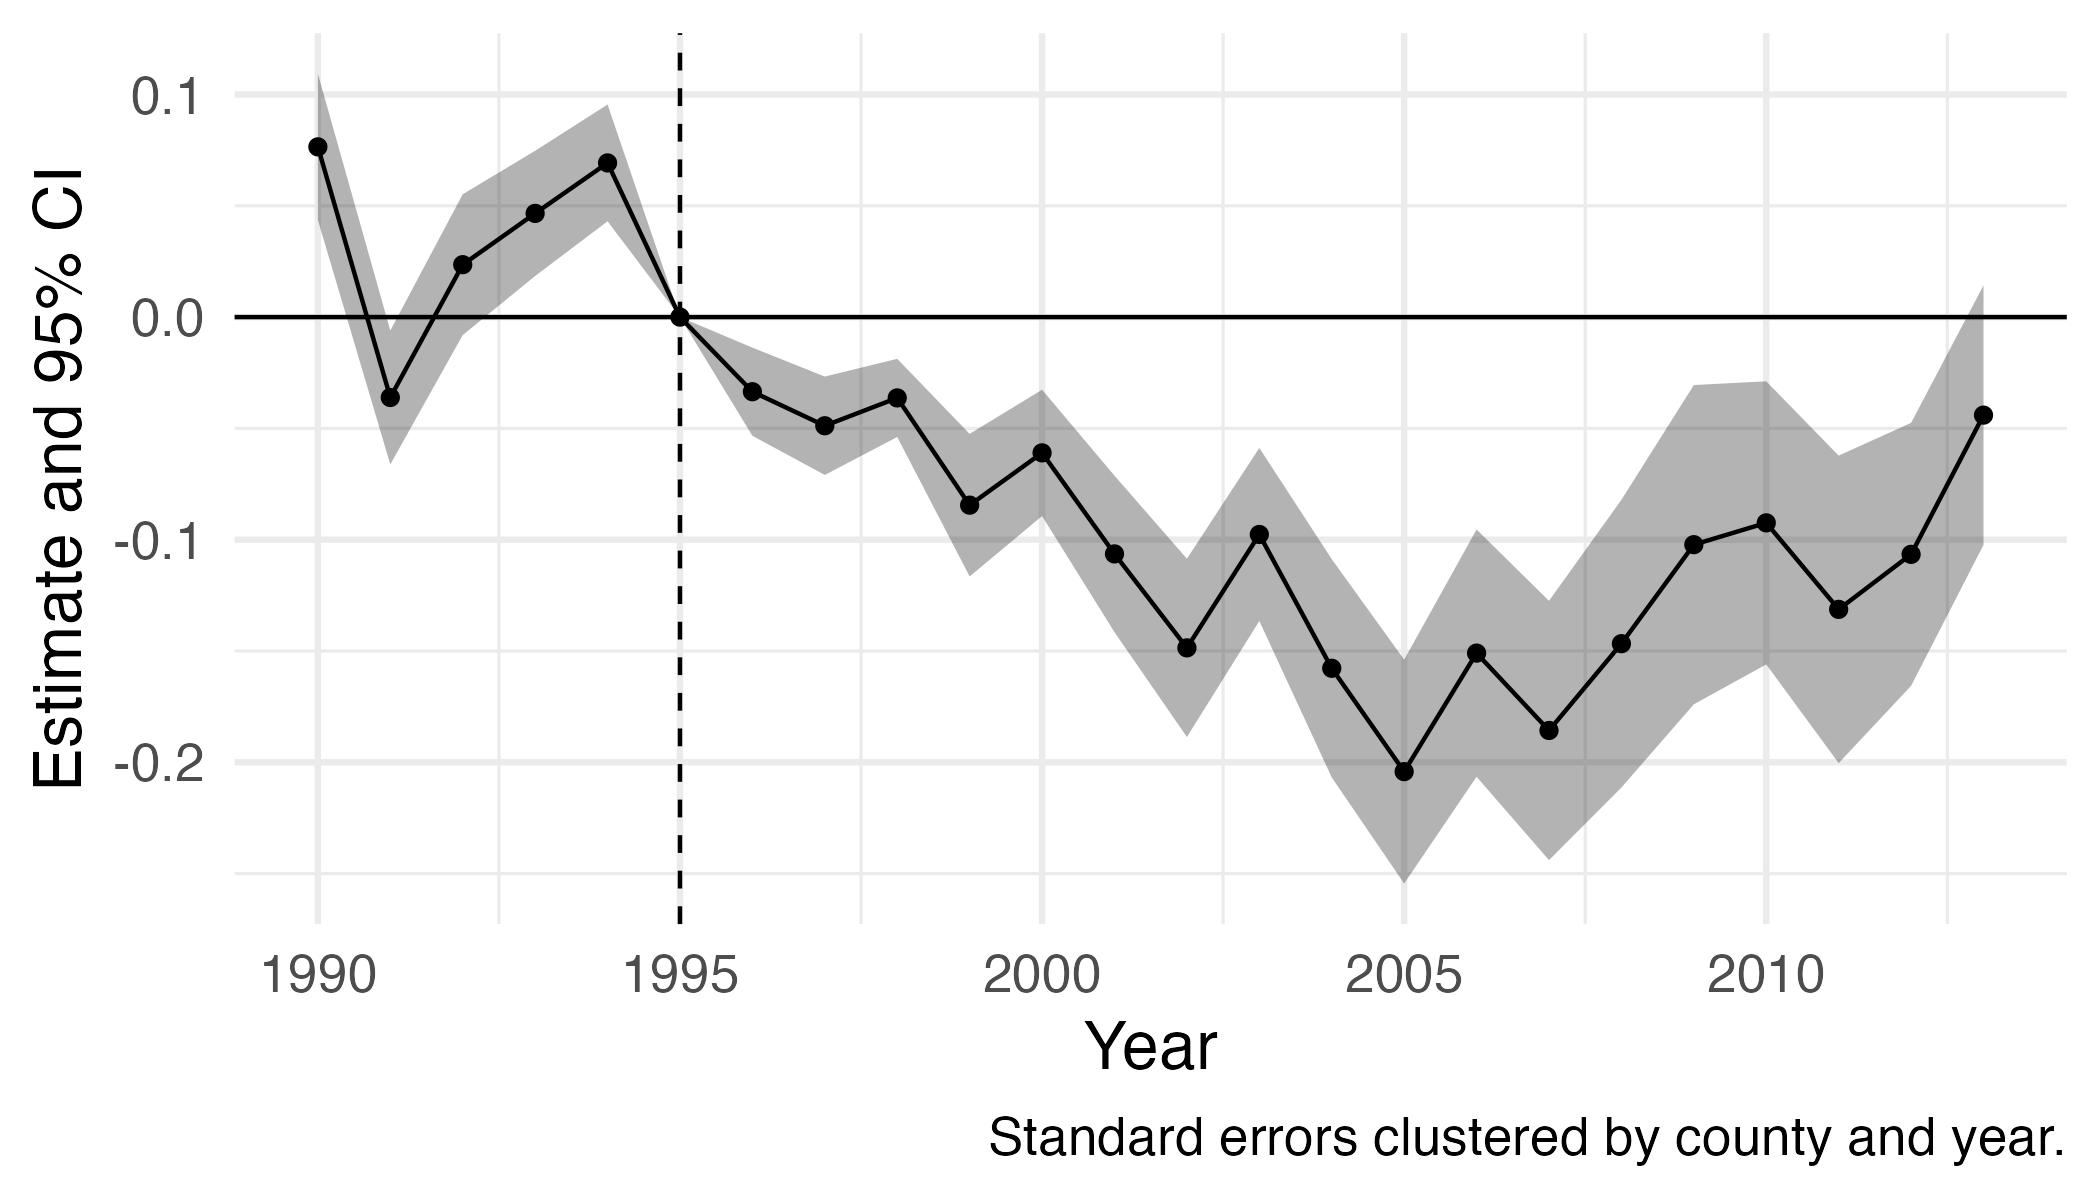 Estimate and 95% CI
0.1
0.0
-0.1
-0.2
1990 1995 2000 2005 2010
Year
Standard errors clustered by county and year.